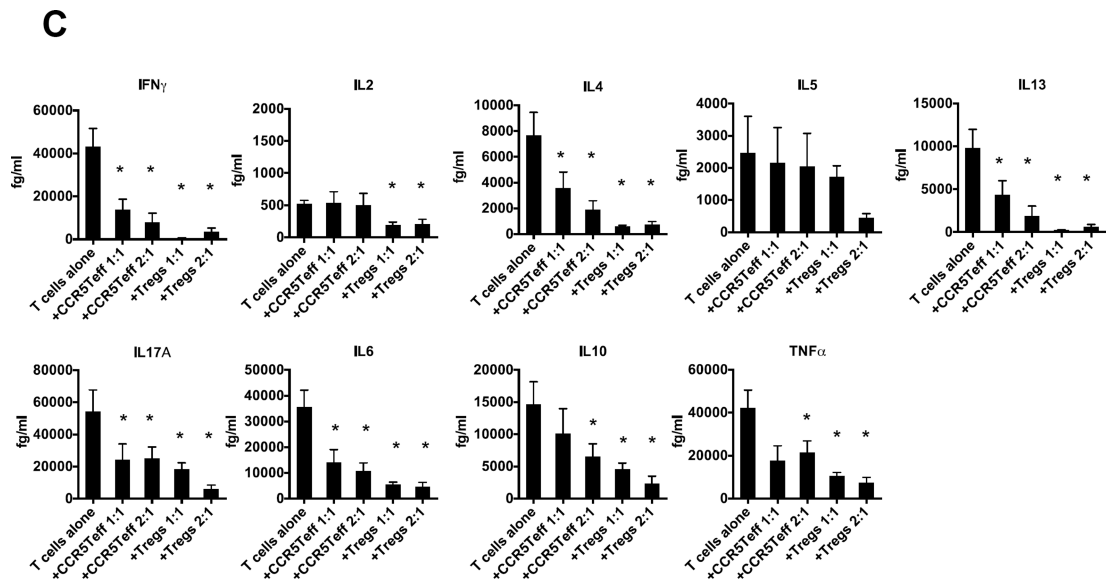 C
IFNγ
60000
40000
20000
0
fg/ml
* * * *
T cells alone
+CCR5Teff 1:1
+CCR5Teff 2:1
+Tregs 1:1
+Tregs 2:1
IL2
2000
1500
1000
500
0
fg/ml
* *
T cells alone
+CCR5Teff 1:1
+CCR5Teff 2:1
+Tregs 1:1
+Tregs 2:1
IL4
10000
8000
6000
4000
2000
0
fg/ml
* * * *
T cells alone
+CCR5Teff 1:1
+CCR5Teff 2:1
+Tregs 1:1
+Tregs 2:1
IL5
4000
3000
2000
1000
0
fg/ml
T cells alone
+CCR5Teff 1:1
+CCR5Teff 2:1
+Tregs 1:1
+Tregs 2:1
IL13
15000
10000
5000
0
fg/ml
* * * *
T cells alone
+CCR5Teff 1:1
+CCR5Teff 2:1
+Tregs 1:1
+Tregs 2:1
IL17A
80000
60000
40000
20000
0
fg/ml
* * * *
T cells alone
+CCR5Teff 1:1
+CCR5Teff 2:1
+Tregs 1:1
+Tregs 2:1
IL6
50000
40000
30000
20000
10000
0
fg/ml
* * * *
T cells alone
+CCR5Teff 1:1
+CCR5Teff 2:1
+Tregs 1:1
+Tregs 2:1
IL10
20000
15000
10000
5000
0
fg/ml
* * *
T cells alone
+CCR5Teff 1:1
+CCR5Teff 2:1
+Tregs 1:1
+Tregs 2:1
TNFα
60000
40000
20000
0
fg/ml
* * *
T cells alone
+CCR5Teff 1:1
+CCR5Teff 2:1
+Tregs 1:1
+Tregs 2:1